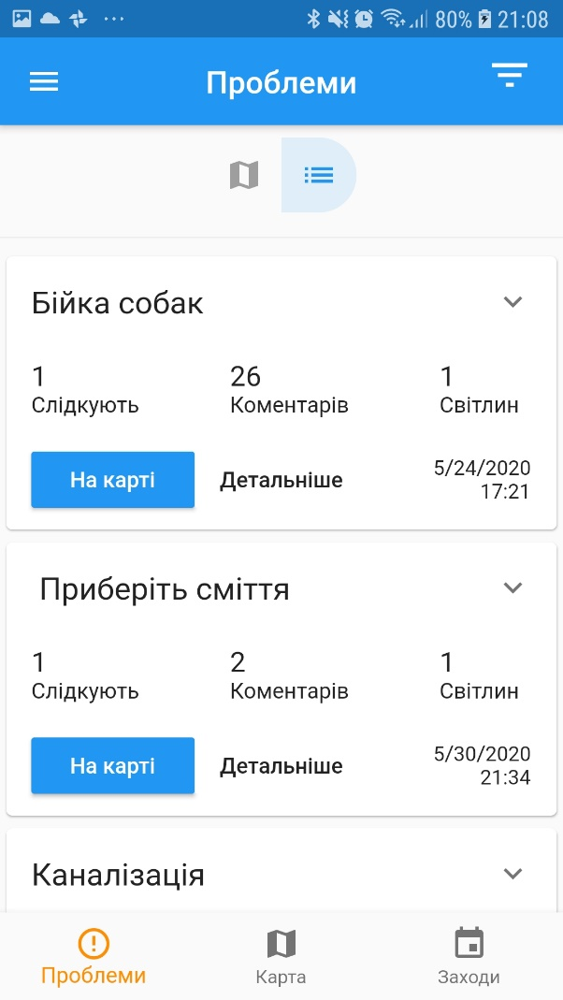 80% 21:08
Проблеми
Бійка собак
1 26 1
Слідкують Коментарів Світлин
На карті Детальніше 5/24/2020
17:21
Приберіть сміття
1 2 1
Слідкують Коментарів Світлин
На карті Детальніше 5/30/2020
21:34
Каналізація
Проблеми Карта Заходи